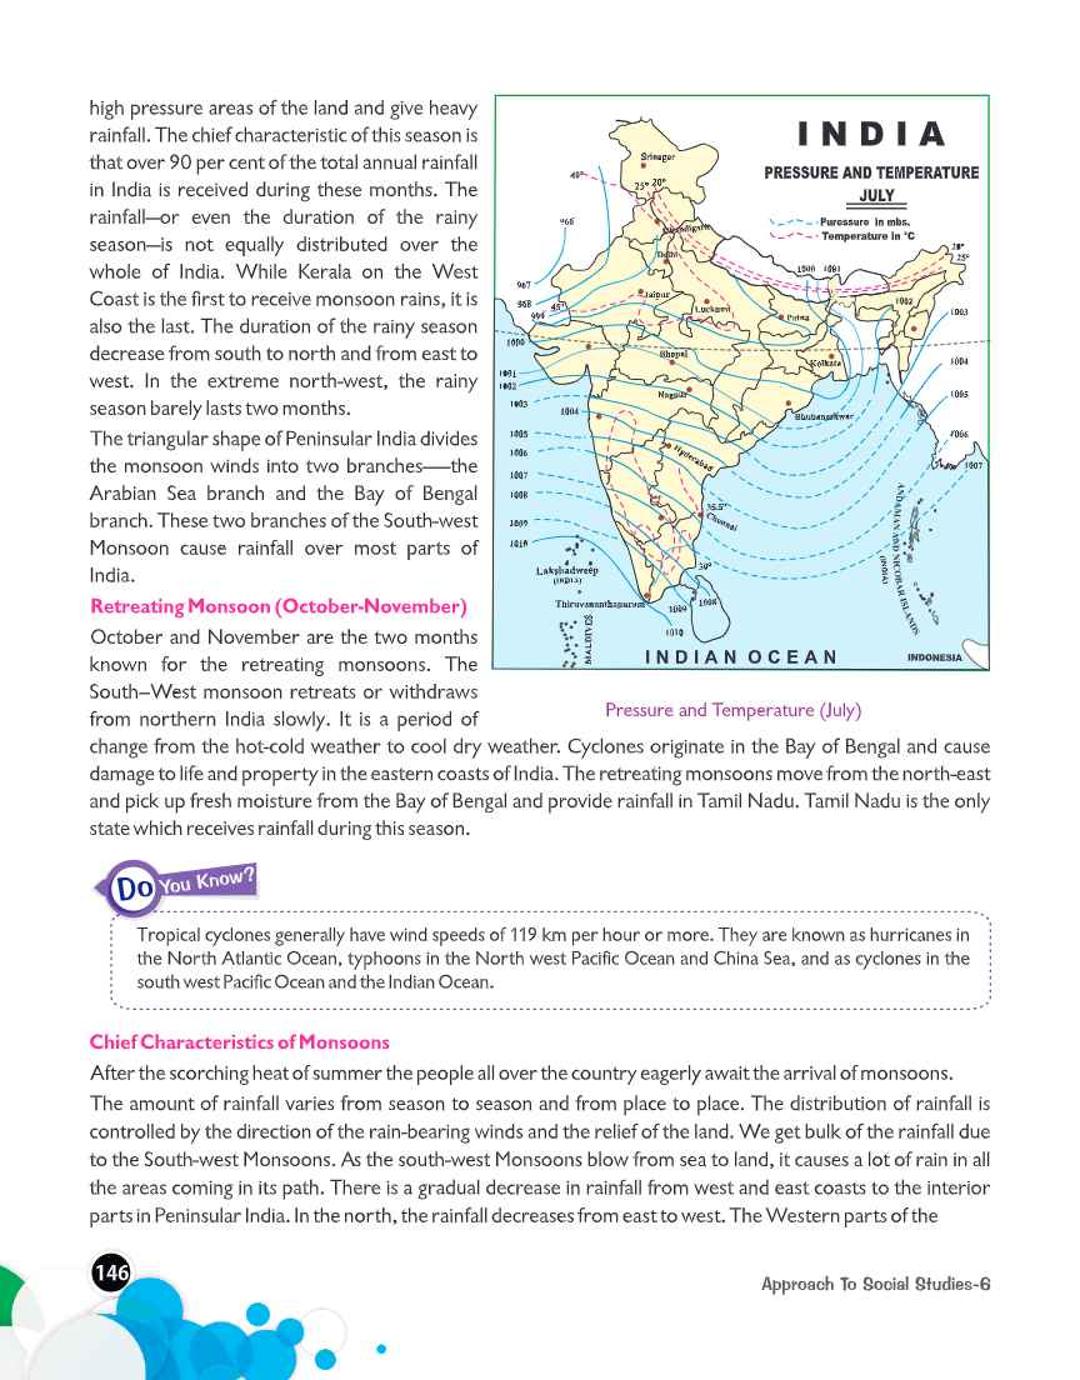 high pressure areas of the land and give heavy
rainfall. The chief characteristic of this season is
that over 90 per cent of the total annual rainfall
in India is received during these months. The
rainfall—or even the duration of the rainy
season—is not equally distributed over the
whole of India. While Kerala on the West
Coast is the first to receive monsoon rains, it is
also the last. The duration of the rainy season
decrease from south to north and from east to
west. In the extreme north-west, the rainy
season barely lasts two months.
The triangular shape of Peninsular India divides
the monsoon winds into two branches—the
Arabian Sea branch and the Bay of Bengal
branch. These two branches of the South-west
Monsoon cause rainfall over most parts of
India.
Retreating Monsoon (October-November)
October and November are the two months
known for the retreating monsoons. The
South–West monsoon retreats or withdraws
from northern India slowly. It is a period of
change from the hot-cold weather to cool dry weather. Cyclones originate in the Bay of Bengal and cause
damage to life and property in the eastern coasts of India. The retreating monsoons move from the north-east
and pick up fresh moisture from the Bay of Bengal and provide rainfall in Tamil Nadu. Tamil Nadu is the only
state which receives rainfall during this season.
INDIA
PRESSURE AND TEMPERATURE
JULY
Puressure in mbs.
Temperature in °C
Srinagar
40°
25° 20°
Chandigarh
Delhi
20°
25°
997
998
999
45°
Jaipur
Lucknow
Patna
1002
1003
1000
Bhopal
Kolkata
1004
1001
1002
Nagpur
1005
1003
1004
Bhubaneshwar
1005
1006
1006
Hyderabad
1007
1007
1008
35.5°
Chennai
1009
1010
30°
Lakshadweep
(INDIA)
Thiruvananthapuram
1009
1008
1010
MALDIVES
ANDAMAN AND NICOBAR ISLANDS
(INDIA)
INDIAN OCEAN
INDONESIA
Pressure and Temperature (July)
Do You Know?
Tropical cyclones generally have wind speeds of 119 km per hour or more. They are known as hurricanes in
the North Atlantic Ocean, typhoons in the North west Pacific Ocean and China Sea, and as cyclones in the
south west Pacific Ocean and the Indian Ocean.
Chief Characteristics of Monsoons
After the scorching heat of summer the people all over the country eagerly await the arrival of monsoons.
The amount of rainfall varies from season to season and from place to place. The distribution of rainfall is
controlled by the direction of the rain-bearing winds and the relief of the land. We get bulk of the rainfall due
to the South-west Monsoons. As the south-west Monsoons blow from sea to land, it causes a lot of rain in all
the areas coming in its path. There is a gradual decrease in rainfall from west and east coasts to the interior
parts in Peninsular India. In the north, the rainfall decreases from east to west. The Western parts of the
146
Approach To Social Studies-6